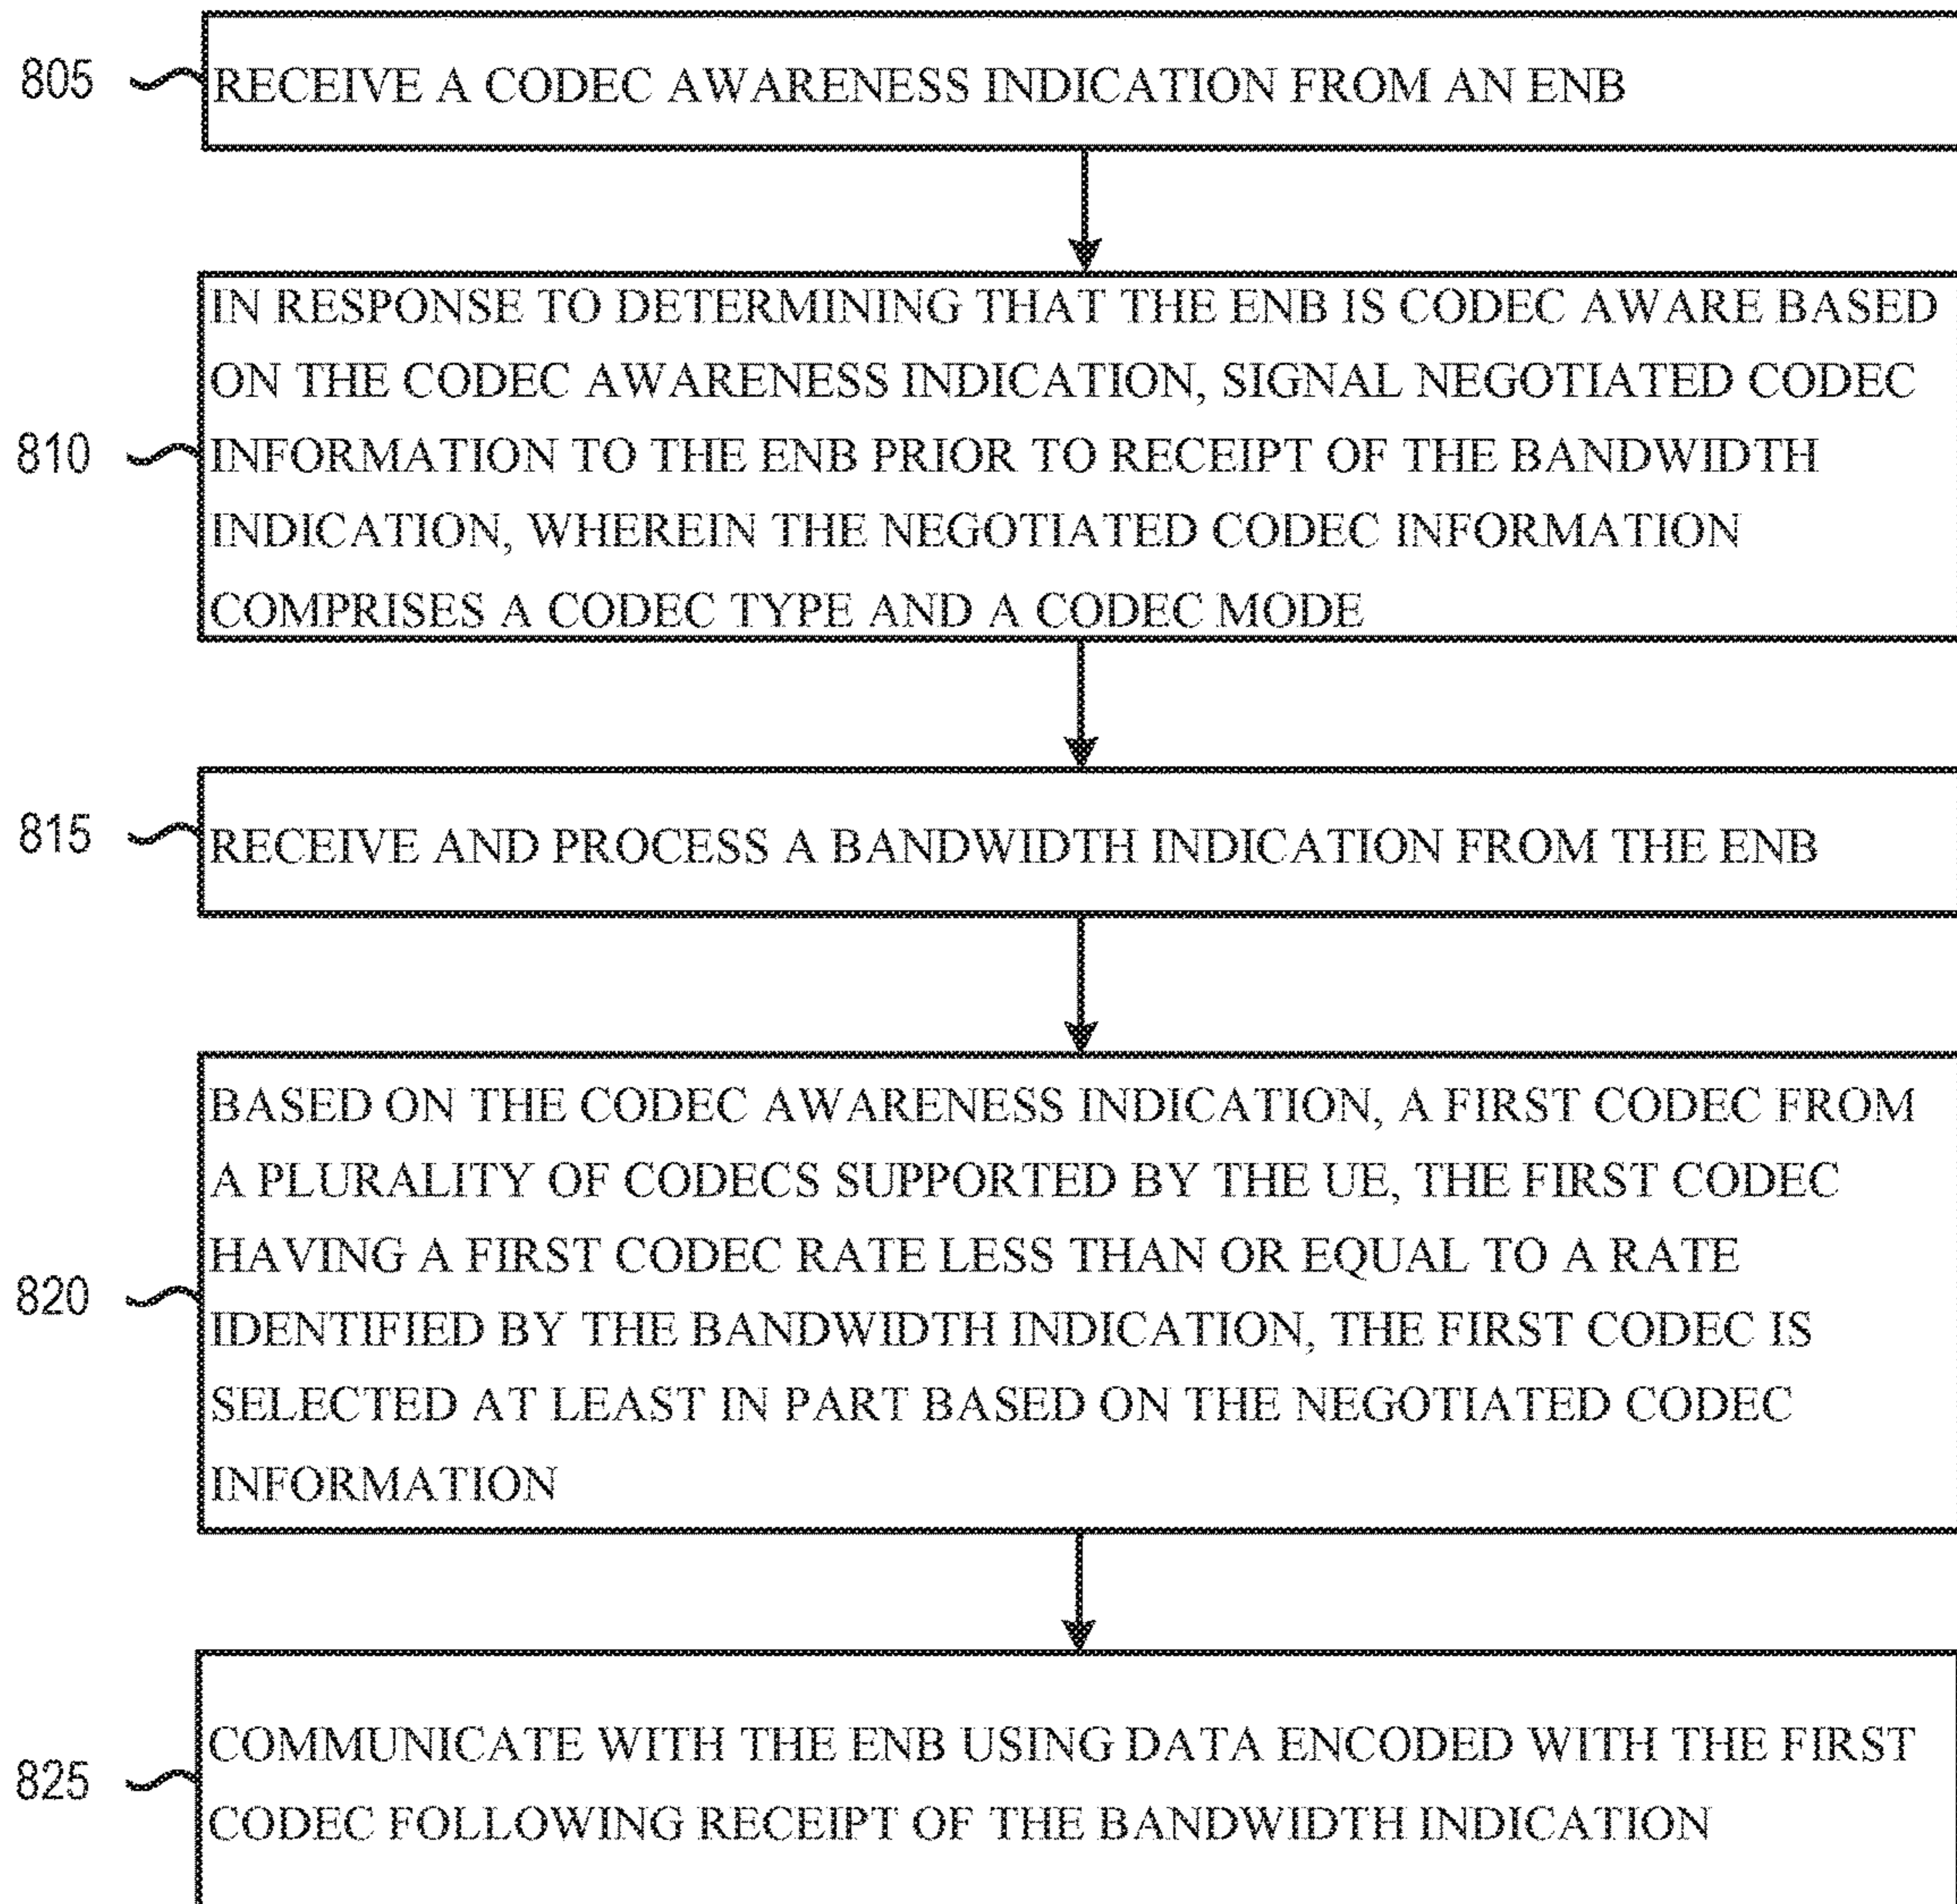 805
RECEIVE A CODEC AWARENESS INDICATION FROM AN ENB
IN RESPONSE TO DETERMINING THAT THE ENB IS CODEC AWARE BASED
ON THE CODEC AWARENESS INDICATION, SIGNAL NEGOTIATED CODEC
810
INFORMATION TO THE ENB PRIOR TO RECEIPT OF THE BANDWIDTH
INDICATION, WHEREIN THE NEGOTIATED CODEC INFORMATION
COMPRISES A CODEC TYPE AND A CODEC MODE
815
RECEIVE AND PROCESS A BANDWIDTH INDICATION FROM THE ENB
BASED ON THE CODEC AWARENESS INDICATION, A FIRST CODEC FROM
A PLURALITY OF CODECS SUPPORTED BY THE UE, THE FIRST CODEC
HAVING A FIRST CODEC RATE LESS THAN OR EQUAL TO A RATE
820
IDENTIFIED BY THE BANDWIDTH INDICATION, THE FIRST CODEC IS
SELECTED AT LEAST IN PART BASED ON THE NEGOTIATED CODEC
INFORMATION
COMMUNICATE WITH THE ENB USING DATA ENCODED WITH THE FIRST
825
CODEC FOLLOWING RECEIPT OF THE BANDWIDTH INDICATION